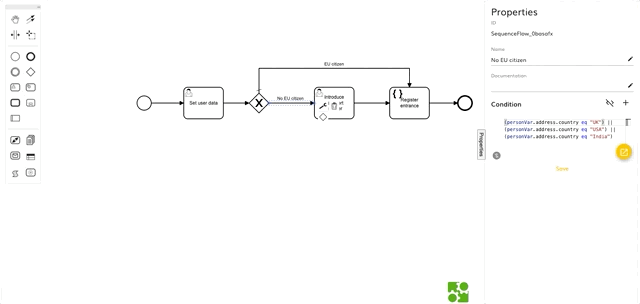 Properties
ID
SequenceFlow_0basafx
Name
No EU citizen
Documentation:
Condition
(personVar.address.country eq "UK") ||
(personVar.address.country eq "USA") ||
(personVar.address.country eq "India")
Save
Properties
EU citizen
Set user data
No EU citizen
Introduce
Register
entrance